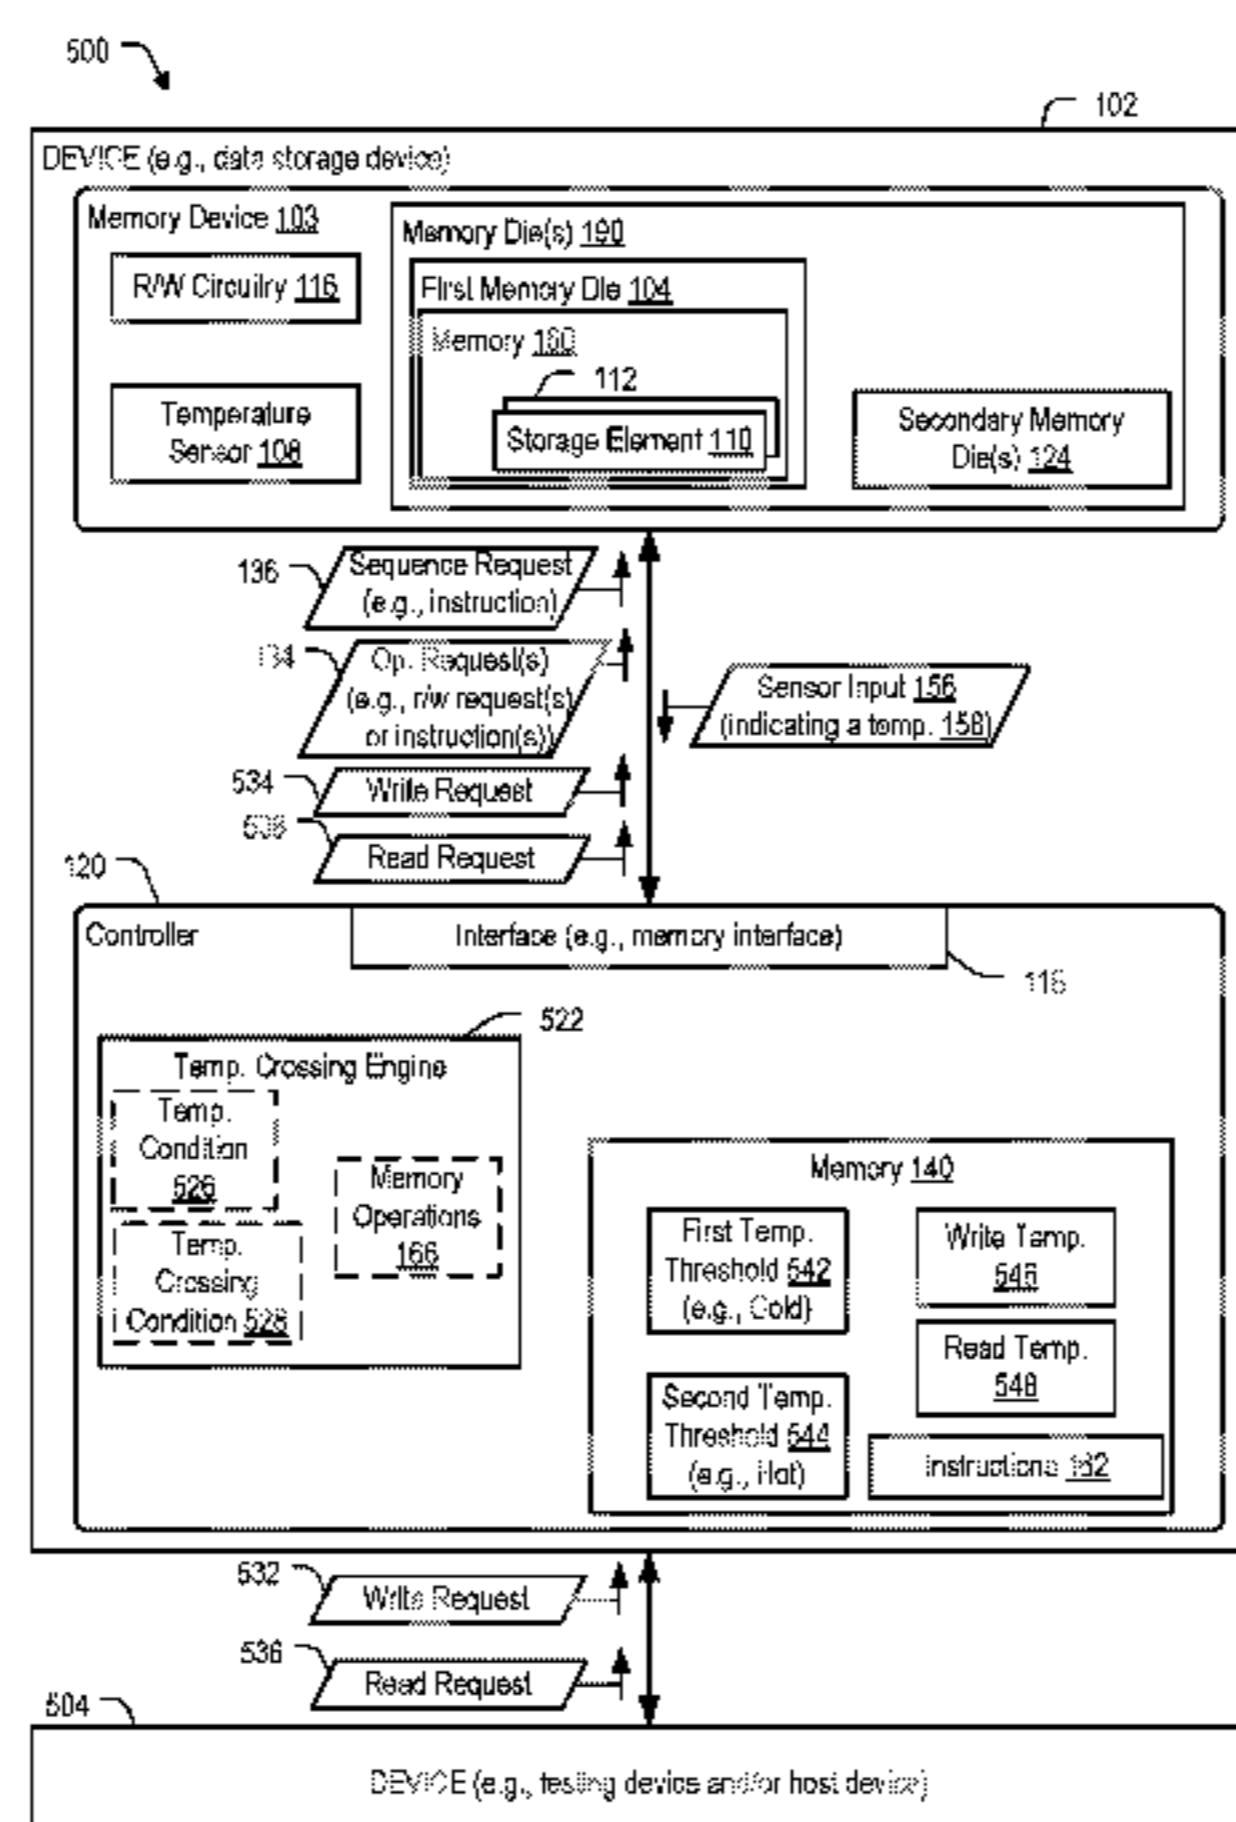 500
102
DEVICE (e.g., data storage device)
Memory Device 103
R/W Circuitry 116
Temperature
Sensor 108
Memory Die(s) 190
First Memory Die 104
Memory
112
Storage Element 110
Secondary Memory
Die(s) 124
136
Sequence Request
(e.g., instruction)
Op. Request(s)
(e.g., r/w request(s)
or instruction(s))
Sensor Input 156
(indicating a temp. 158)
534
Write Request
Read Request
120
Controller
Interface (e.g., memory interface)
522
Temp. Crossing Engine
Temp.
Condition
526
Temp.
Crossing
Condition 528
Memory
Operations
166
Memory 140
First Temp.
Threshold 542
(e.g., Cold)
Second Temp.
Threshold 544
(e.g., Hot)
Write Temp.
546
Read Temp.
548
Instructions 162
532
Write Request
536
Read Request
504
DEVICE (e.g., testing device and/or host device)